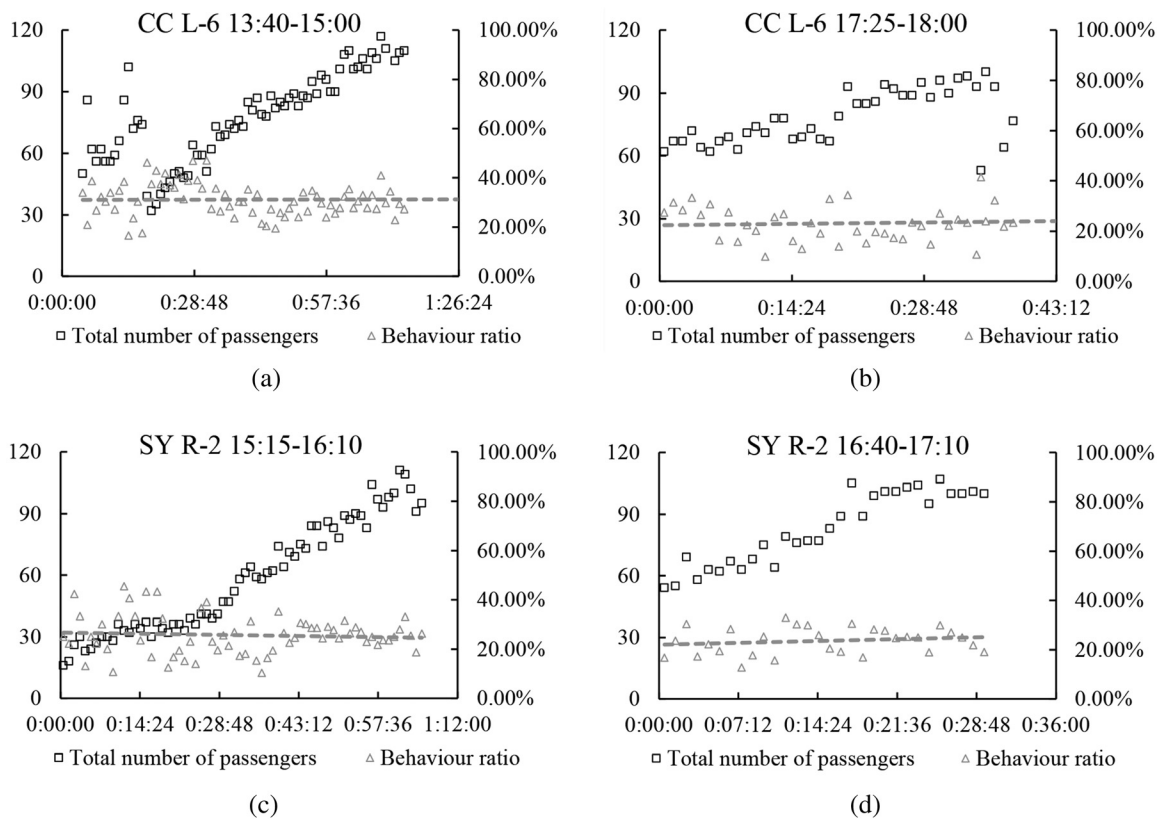 CC L-6 13:40-15:00
120
90
60
30
0
100.00%
80.00%
60.00%
40.00%
20.00%
0.00%
0:00:00 0:28:48 0:57:36 1:26:24
Total number of passengers Behaviour ratio
(a)
CC L-6 17:25-18:00
120
90
60
30
0
100.00%
80.00%
60.00%
40.00%
20.00%
0.00%
0:00:00 0:14:24 0:28:48 0:43:12
Total number of passengers Behaviour ratio
(b)
SY R-2 15:15-16:10
120
90
60
30
0
100.00%
80.00%
60.00%
40.00%
20.00%
0.00%
0:00:00 0:14:24 0:28:48 0:43:12 0:57:36 1:12:00
Total number of passengers Behaviour ratio
(c)
SY R-2 16:40-17:10
120
90
60
30
0
100.00%
80.00%
60.00%
40.00%
20.00%
0.00%
0:00:00 0:07:12 0:14:24 0:21:36 0:28:48 0:36:00
Total number of passengers Behaviour ratio
(d)